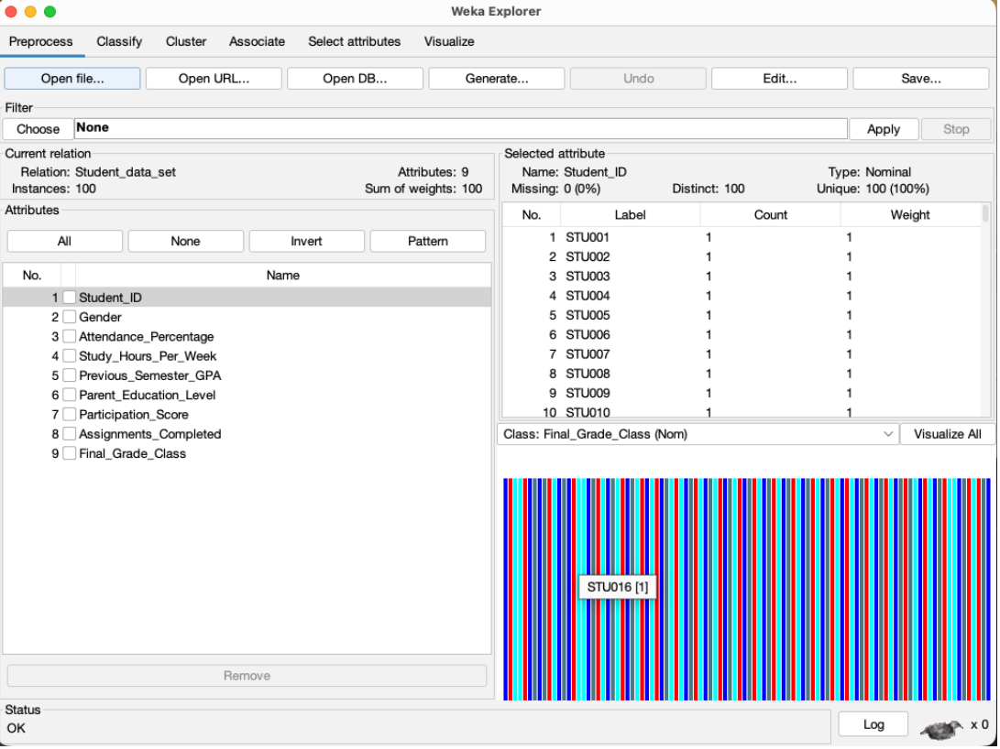 Weka Explorer
Preprocess Classify Cluster Associate Select attributes Visualize
Open file... Open URL... Open DB... Generate... Undo Edit... Save...
Filter
Choose None Apply Stop
Current relation
Relation: Student_data_set Attributes: 9
Instances: 100 Sum of weights: 100
Attributes
All None Invert Pattern
No. Name
1 Student_ID
2 Gender
3 Attendance_Percentage
4 Study_Hours_Per_Week
5 Previous_Semester_GPA
6 Parent_Education_Level
7 Participation_Score
8 Assignments_Completed
9 Final_Grade_Class
Remove
Selected attribute
Name: Student_ID Type: Nominal
Missing: 0 (0%) Distinct: 100 Unique: 100 (100%)
No. Label Count Weight
1 STU001 1 1
2 STU002 1 1
3 STU003 1 1
4 STU004 1 1
5 STU005 1 1
6 STU006 1 1
7 STU007 1 1
8 STU008 1 1
9 STU009 1 1
10 STU010 1 1
Class: Final_Grade_Class (Nom) Visualize All
STU016 [1]
Status
OK
Log x 0